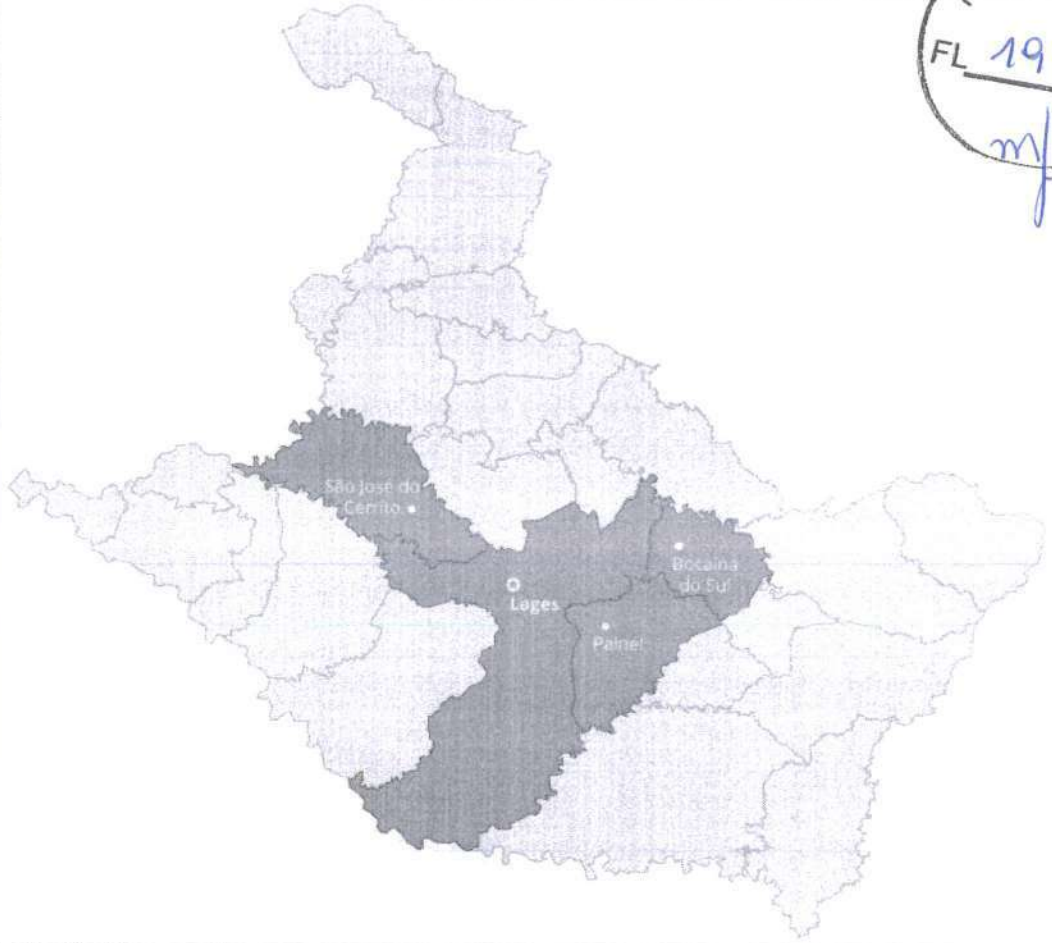 FL 19
São José do
Cerrito
Lages
Bocaina
do Sul
Painel